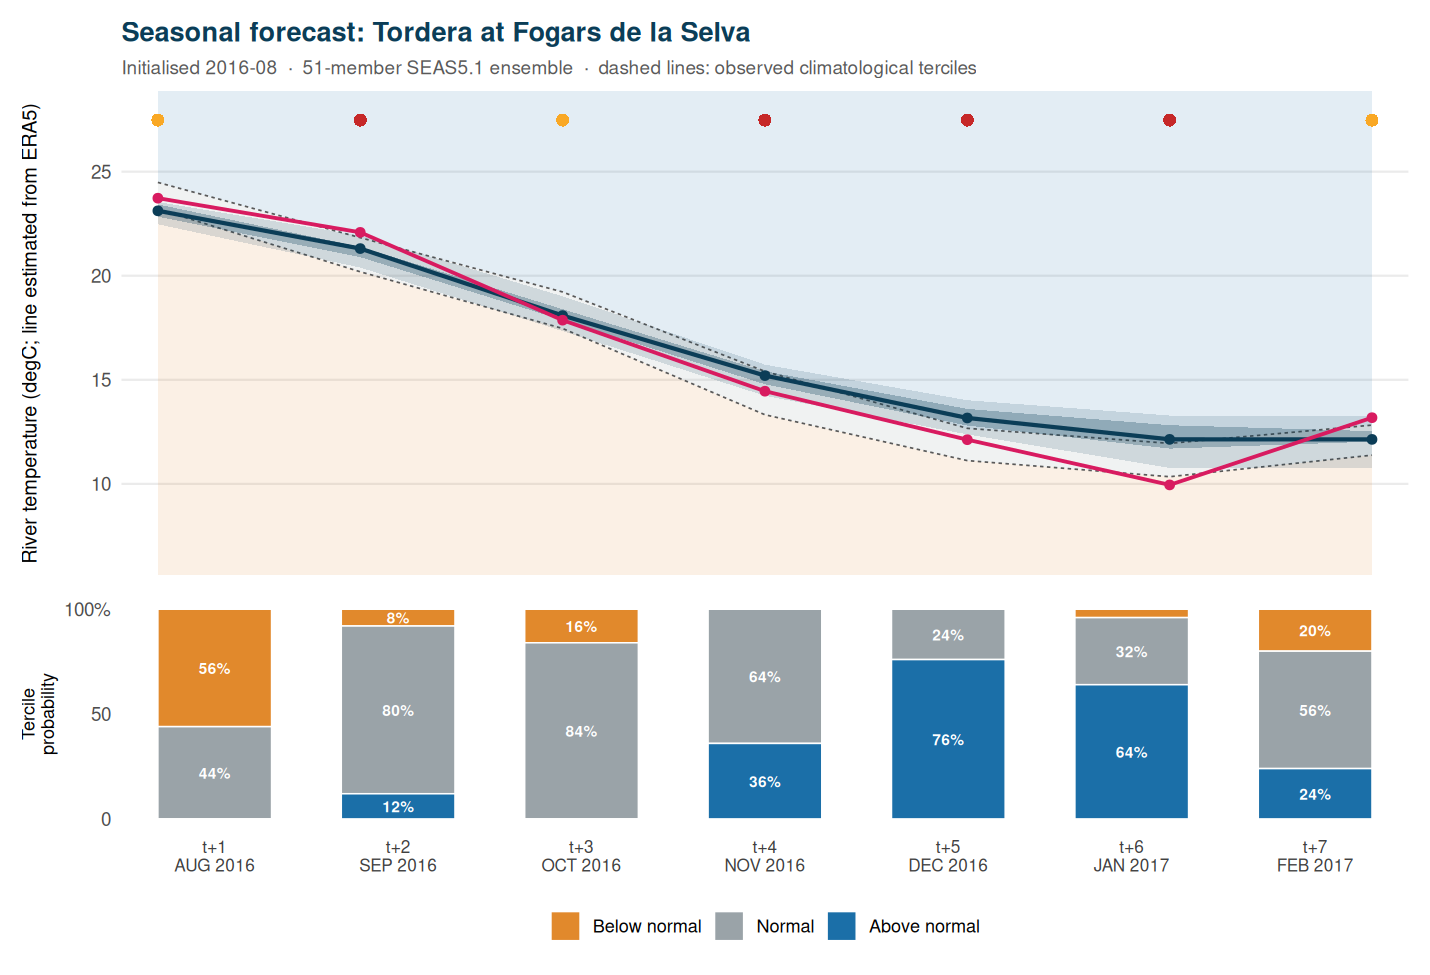 Seasonal forecast: Tordera at Fogars de la Selva
Initialised 2016-08 · 51-member SEAS5.1 ensemble · dashed lines: observed climatological terciles
River temperature (degC; line estimated from ERA5)
25
20
15
10
Tercile
probability
100%
50
0
56%
44%
8%
80%
12%
16%
84%
64%
36%
24%
76%
32%
64%
20%
56%
24%
t+1
AUG 2016
t+2
SEP 2016
t+3
OCT 2016
t+4
NOV 2016
t+5
DEC 2016
t+6
JAN 2017
t+7
FEB 2017
Below normal
Normal
Above normal